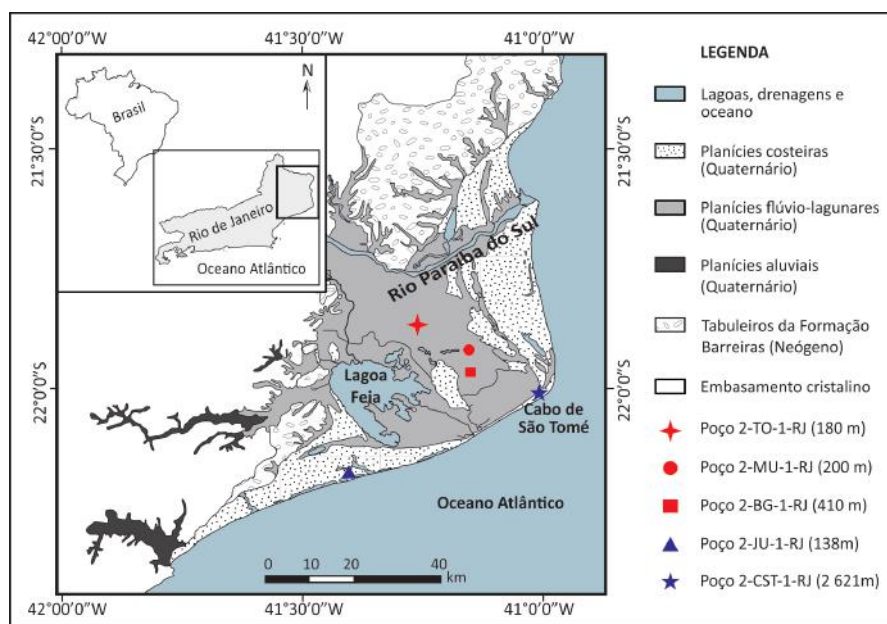 42°00'0"W
41°30'0"W
41°00'0"W
N
Brasil
Rio de Janeiro
Oceano Atlântico
21°30'0"S
21°30'0"S
22°00'0"S
22°00'0"S
Rio Paraíba do Sul
Lagoa
Feia
Cabo de
São Tomé
Oceano Atlântico
0 10 20 40
km
42°00'0"W
41°30'0"W
41°00'0"W
LEGENDA
Lagoas, drenagens e
oceano
Planícies costeiras
(Quaternário)
Planícies flúvio-lagunares
(Quaternário)
Planícies aluviais
(Quaternário)
Tabuleiros da Formação
Barreiras (Neógeno)
Embasamento cristalino
Poço 2-TO-1-RJ (180 m)
Poço 2-MU-1-RJ (200 m)
Poço 2-BG-1-RJ (410 m)
Poço 2-JU-1-RJ (138m)
Poço 2-CST-1-RJ (2 621m)